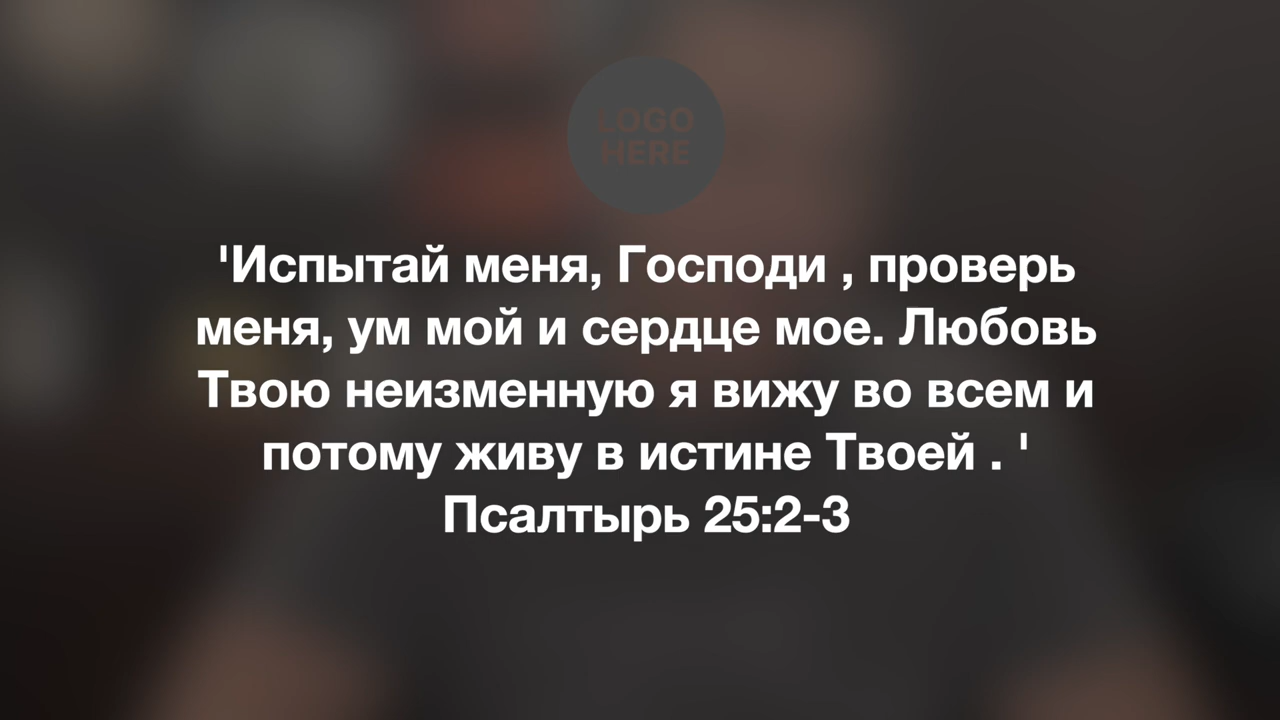 LOGO
HERE
'Испытай меня, Господи , проверь
меня, ум мой и сердце мое. Любовь
Твою неизменную я вижу во всем и
потому живу в истине Твоей . '
Псалтырь 25:2-3